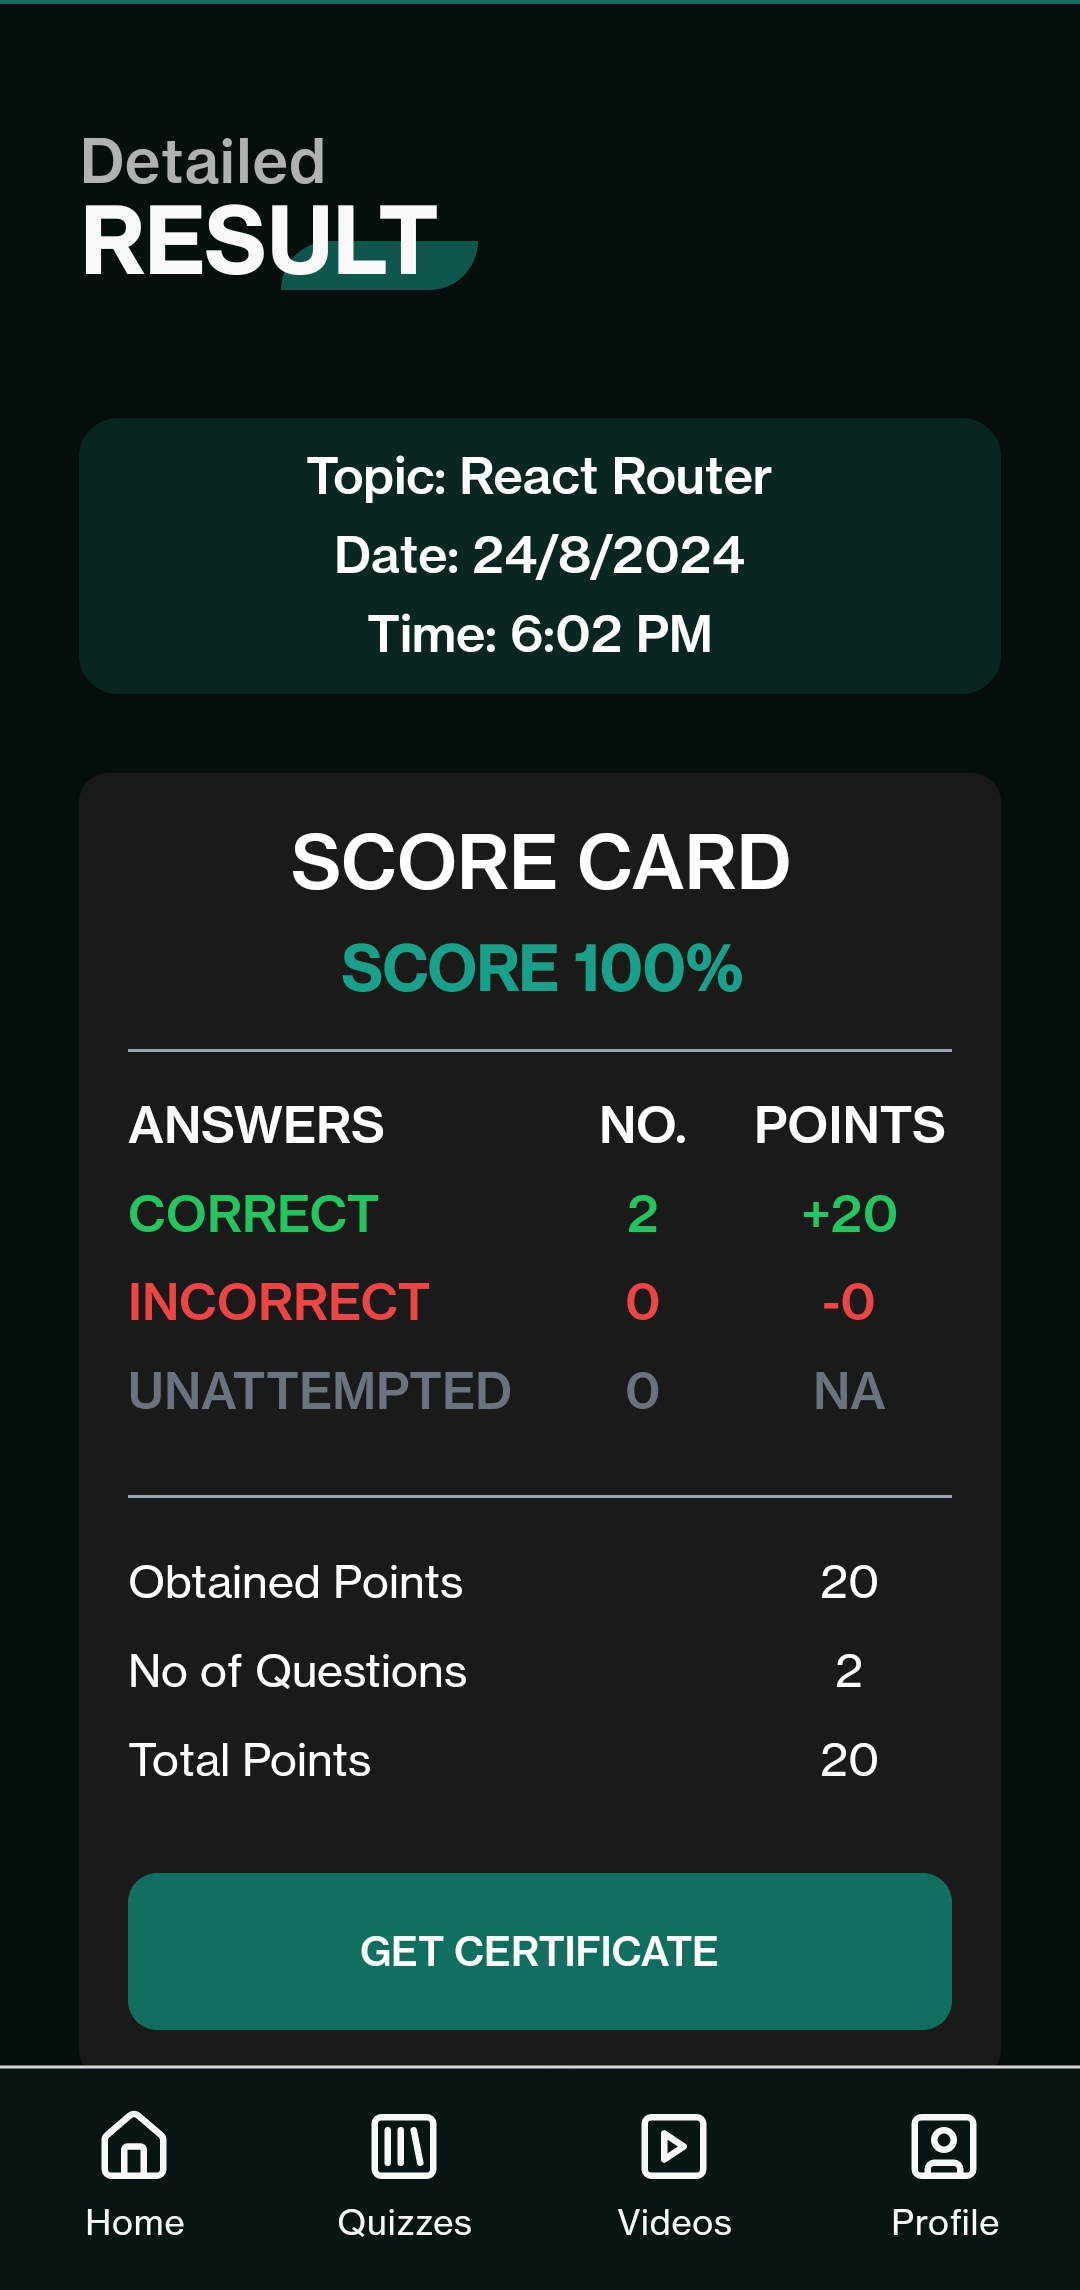 Detailed
RESULT
Topic: React Router
Date: 24/8/2024
Time: 6:02 PM
SCORE CARD
SCORE 100%
ANSWERS NO. POINTS
CORRECT 2 +20
INCORRECT 0 -0
UNATTEMPTED 0 NA
Obtained Points 20
No of Questions 2
Total Points 20
GET CERTIFICATE
Home Quizzes Videos Profile